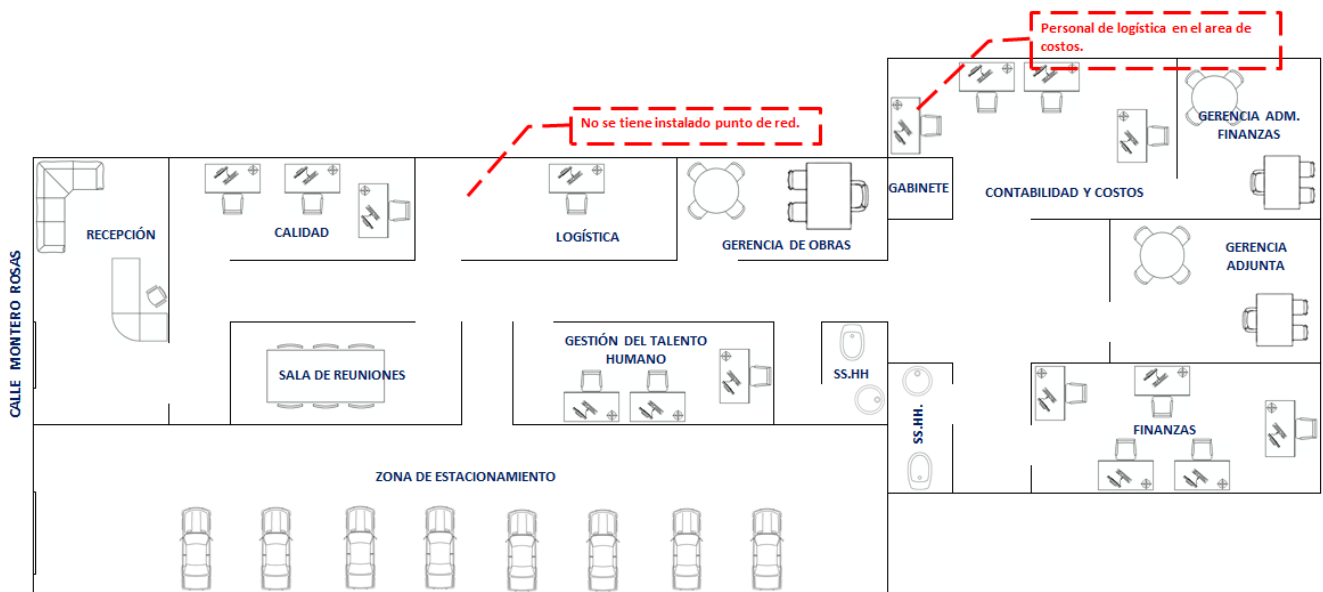 Personal de logística en el area de
costos.
No se tiene instalado punto de red.
GERENCIA ADM.
FINANZAS
GABINETE
CONTABILIDAD Y COSTOS
RECEPCIÓN
CALIDAD
LOGÍSTICA
GERENCIA DE OBRAS
GERENCIA
ADJUNTA
CALLE MONTERO ROSAS
SALA DE REUNIONES
GESTIÓN DEL TALENTO
HUMANO
SS.HH
SS.HH.
FINANZAS
ZONA DE ESTACIONAMIENTO